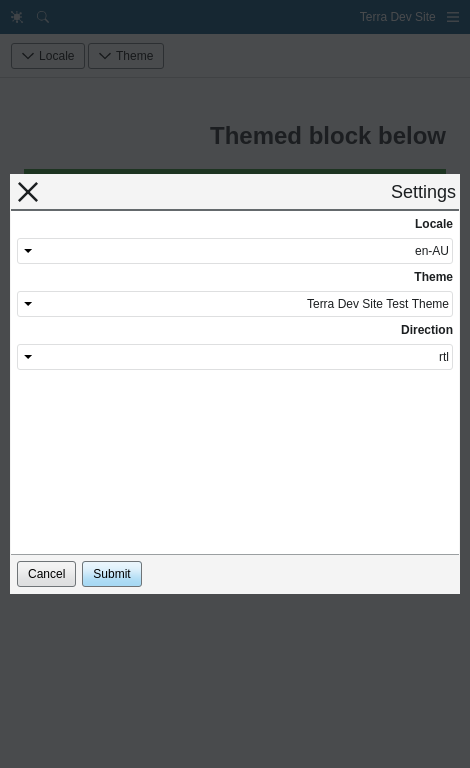 Terra Dev Site
Locale
Theme
Themed block below
Settings
Locale
en-AU
Theme
Terra Dev Site Test Theme
Direction
rtl
Cancel
Submit